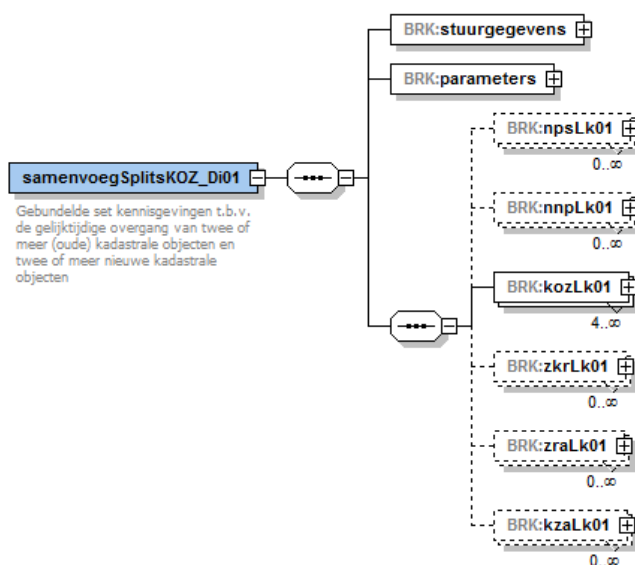 BRK:stuurgegevens
BRK:parameters
BRK:npsLk01
0..∞
BRK:nnpLk01
0..∞
samenvoegSplitsKOZ_Di01
Gebundelde set kennisgevingen t.b.v.
de gelijktijdige overgang van twee of
meer (oude) kadastrale objecten en
twee of meer nieuwe kadastrale
objecten
BRK:kozLk01
4..∞
BRK:zkrLk01
0..∞
BRK:zraLk01
0..∞
BRK:kzaLk01
0..∞